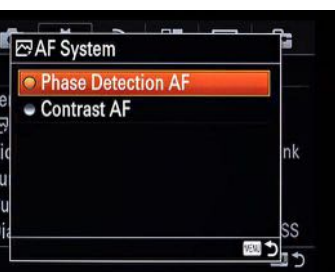 AF System
Phase Detection AF
Contrast AF
nk
SS
MENU